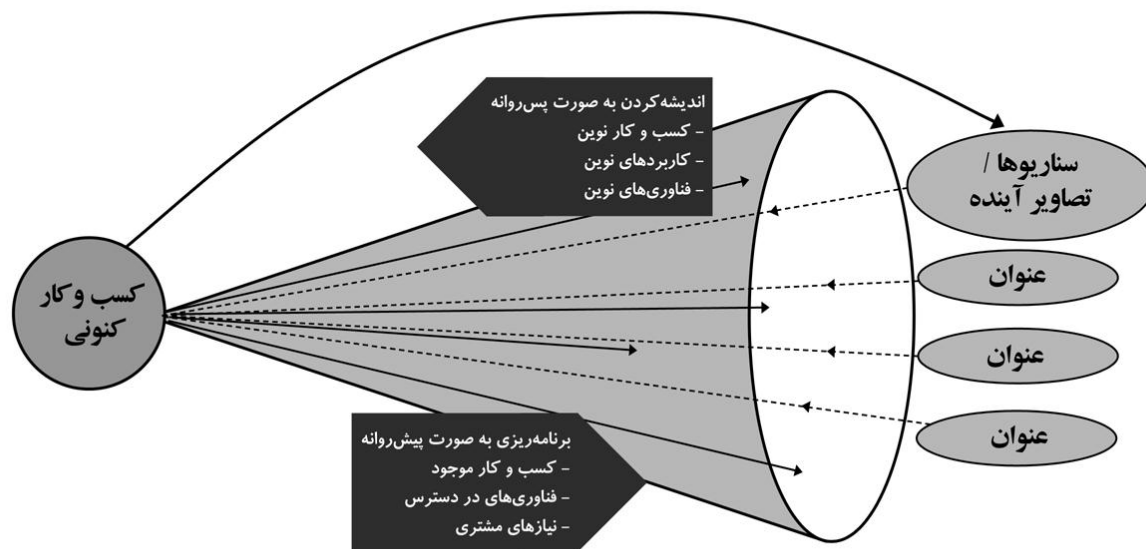 اندیشه‌کردن به صورت پس‌روانه
- کسب و کار نوین
- کاربردهای نوین
- فناوری‌های نوین
سناریوها /
تصاویر آینده
عنوان
عنوان
عنوان
کسب و کار
کنونی
برنامه‌ریزی به صورت پیش‌روانه
- کسب و کار موجود
- فناوری‌های در دسترس
- نیازهای مشتری